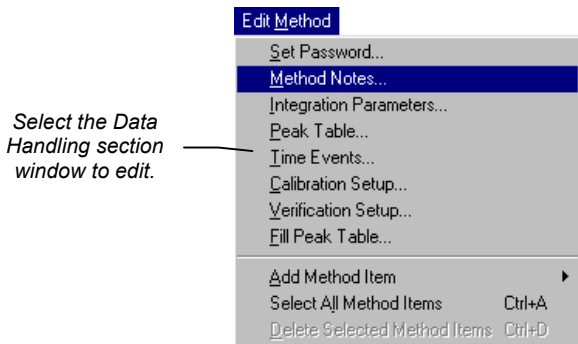 Edit Method
Set Password...
Method Notes...
Integration Parameters...
Peak Table...
Select the Data
Handling section
window to edit.
Time Events...
Calibration Setup...
Verification Setup...
Fill Peak Table...
Add Method Item
Select All Method Items Ctrl+A
Delete Selected Method Items Ctrl+D